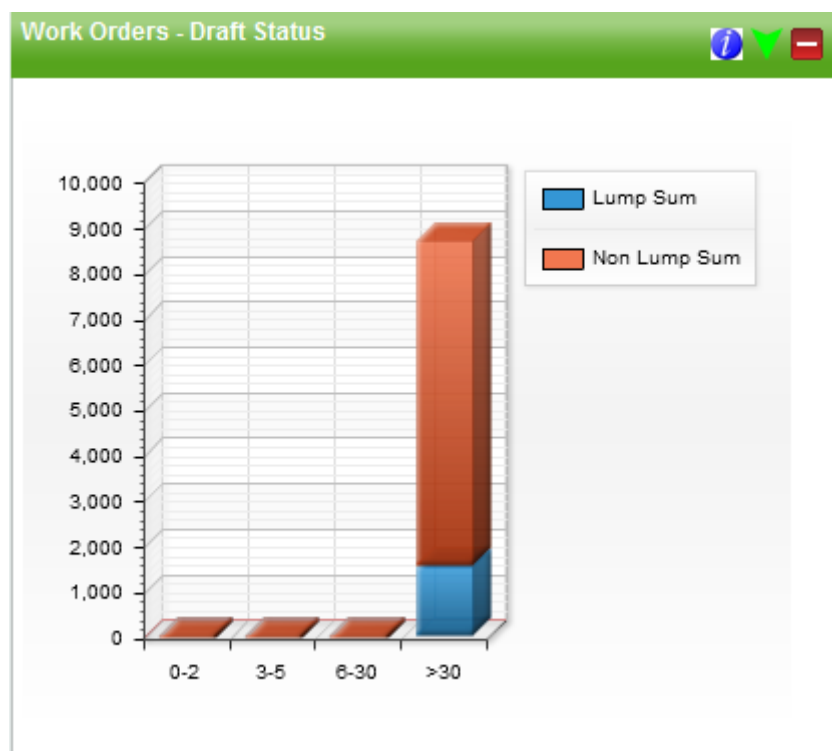 Work Orders - Draft Status
i
10,000
9,000
8,000
7,000
6,000
5,000
4,000
3,000
2,000
1,000
0
0-2 3-5 6-30 >30
Lump Sum
Non Lump Sum